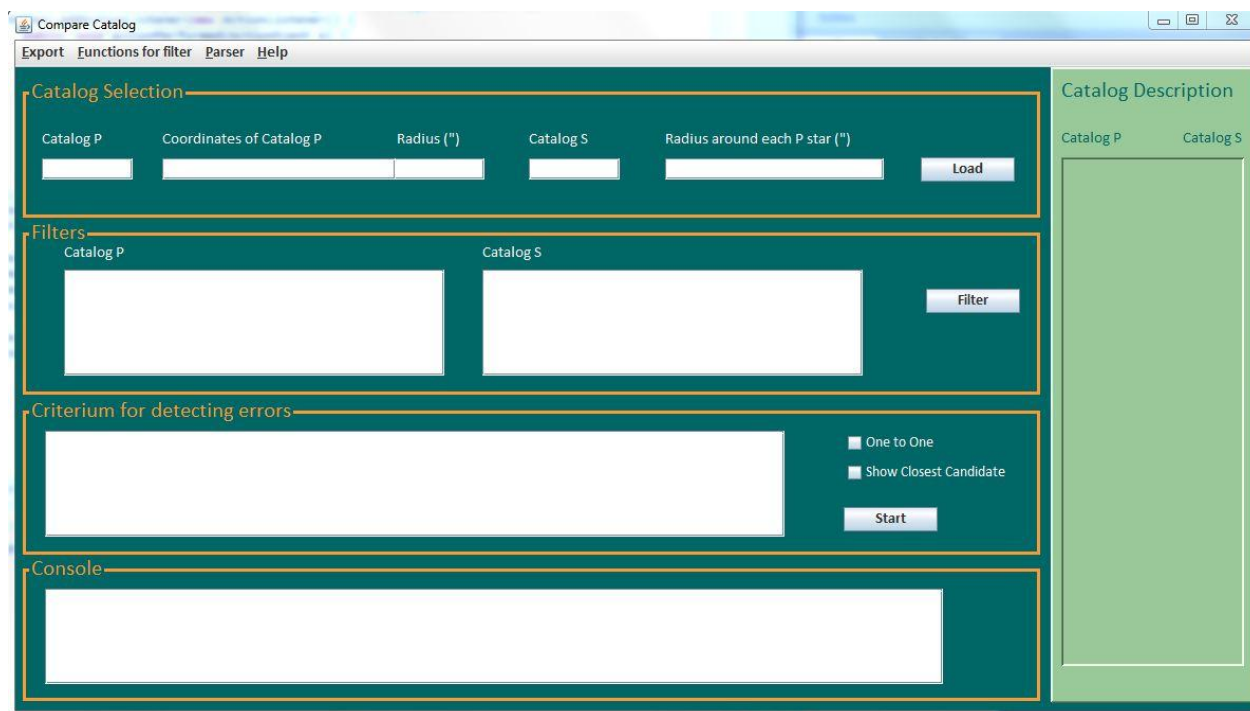 Compare Catalog
Export Functions for filter Parser Help
Catalog Selection
Catalog P Coordinates of Catalog P Radius (") Catalog S Radius around each P star (")
Load
Filters
Catalog P Catalog S
Filter
Criterium for detecting errors
One to One
Show Closest Candidate
Start
Console
Catalog Description
Catalog P Catalog S